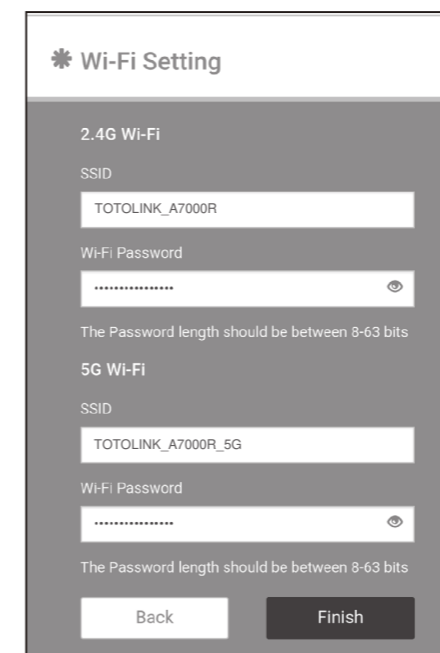 Wi-Fi Setting
2.4G Wi-Fi
SSID
TOTOLINK_A7000R
Wi-Fi Password
••••••••••••••••
The Password length should be between 8-63 bits
5G Wi-Fi
SSID
TOTOLINK_A7000R_5G
Wi-Fi Password
••••••••••••••••
The Password length should be between 8-63 bits
Back Finish